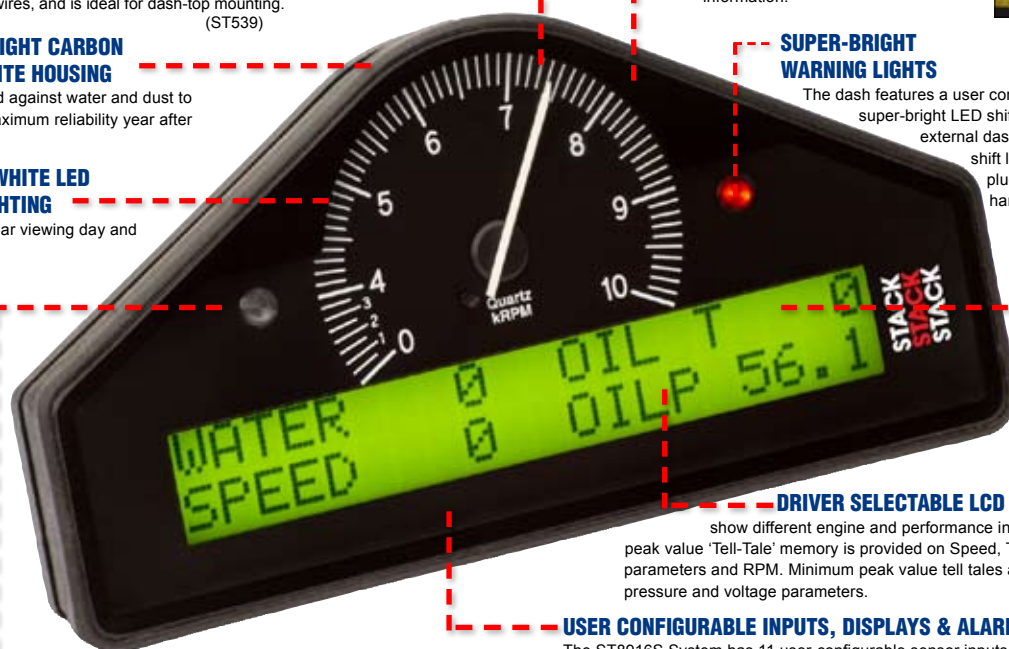 wires, and is ideal for dash-top mounting.
(ST539)
information.
IGHT CARBON
ITE HOUSING
d against water and dust to
aximum reliability year after
WHITE LED
HTING
ar viewing day and
SUPER-BRIGHT
WARNING LIGHTS
The dash features a user con
super-bright LED shif
external das
shift l
plu
ha
0
1
2
3
4
5
6
7
8
9
10
Quartz
kRPM
STACK
STACK
STACK
WATER 0 OIL T 0
SPEED 0 OILP 56.1
DRIVER SELECTABLE LCD
show different engine and performance in
peak value ‘Tell-Tale’ memory is provided on Speed, T
parameters and RPM. Minimum peak value tell tales a
pressure and voltage parameters.
USER CONFIGURABLE INPUTS, DISPLAYS & ALAR